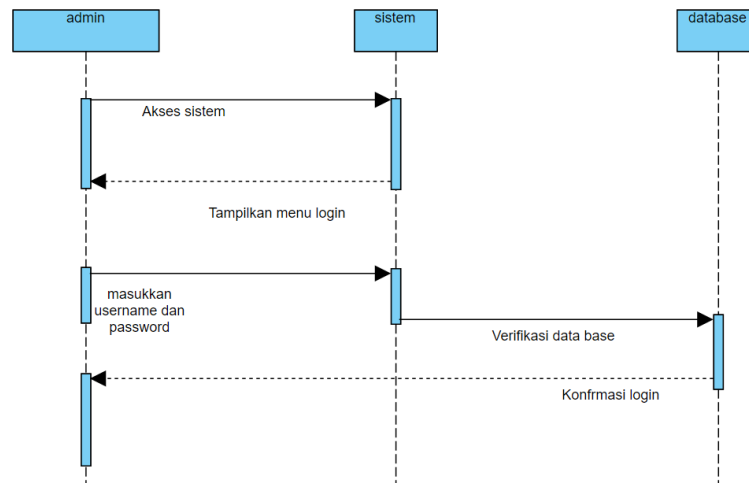 admin
sistem
database
Akses sistem
Tampilkan menu login
masukkan
username dan
password
Verifikasi data base
Konfrmasi login